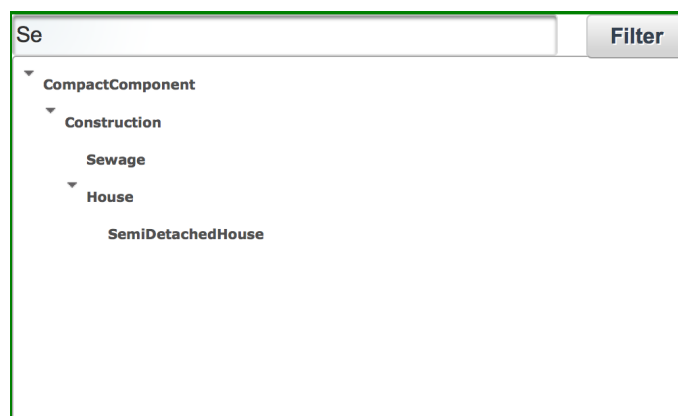 Se Filter
CompactComponent
Construction
Sewage
House
SemiDetachedHouse